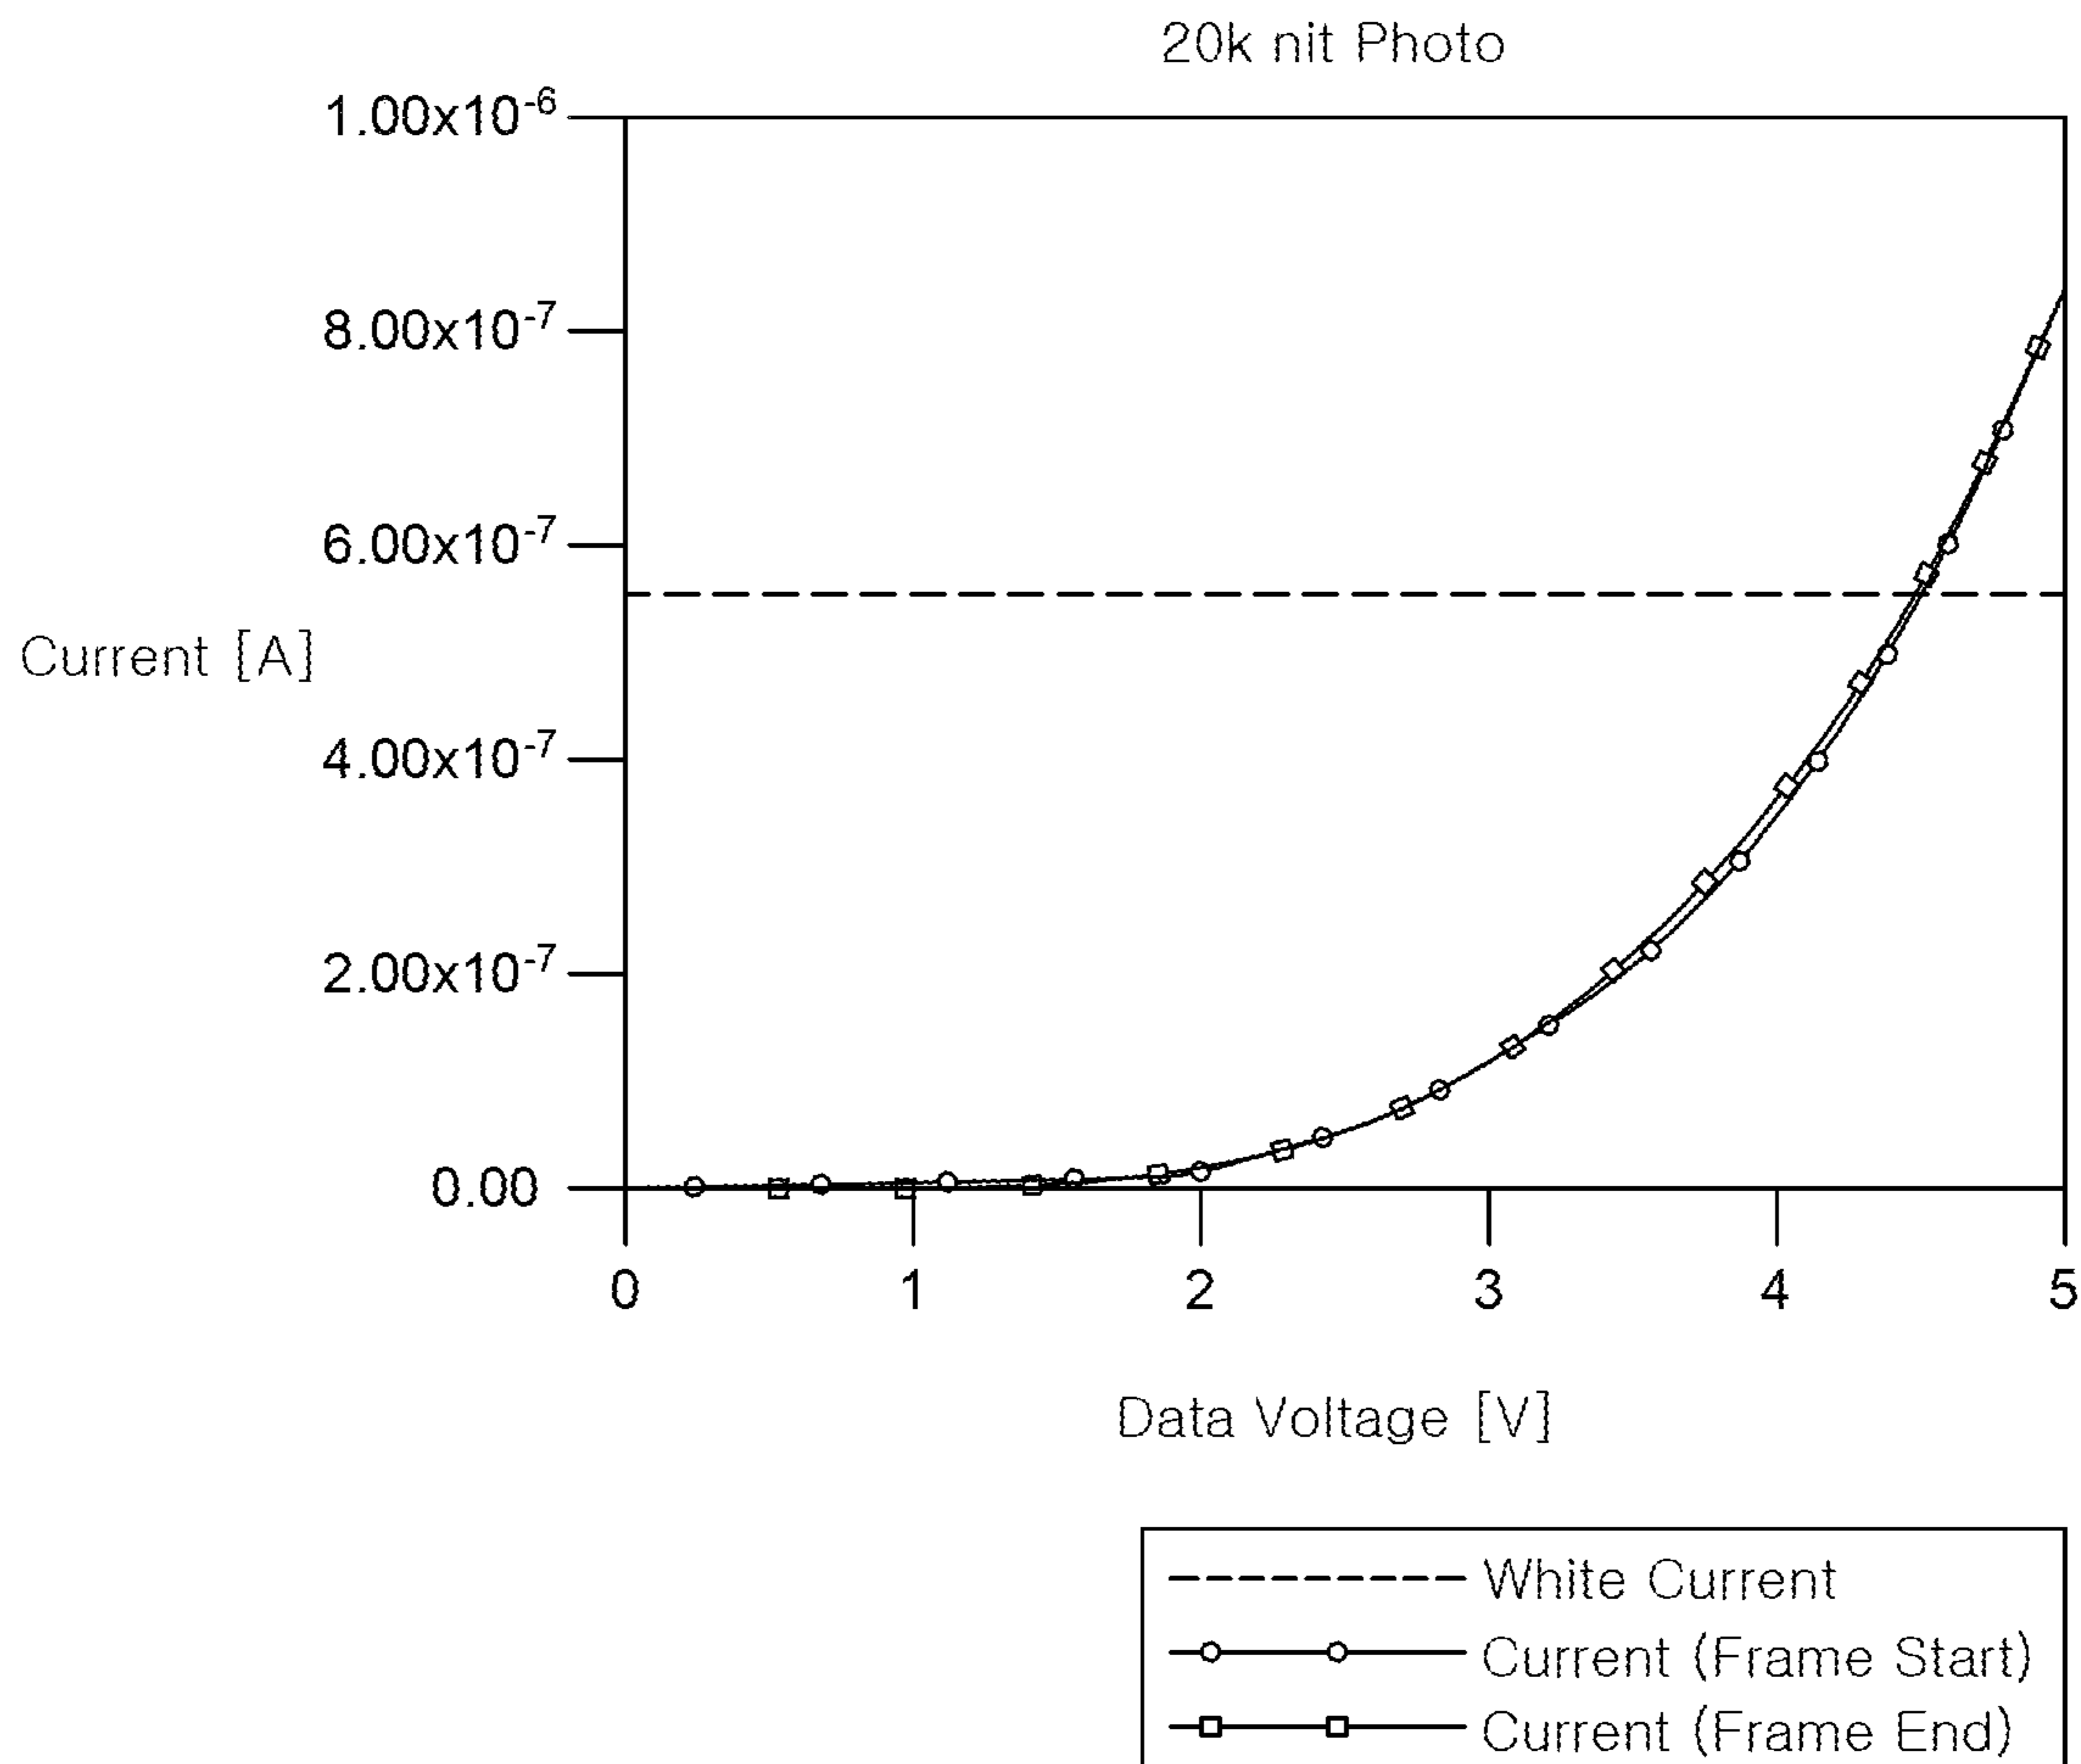 20k nit Photo
1.00x10-6
8.00x10-7
6.00x10-7
Current [A]
4.00x10-7
2.00x10-7
0.00
0 1 2 3 4 5
Data Voltage [V]
White Current
Current (Frame Start)
Current (Frame End)